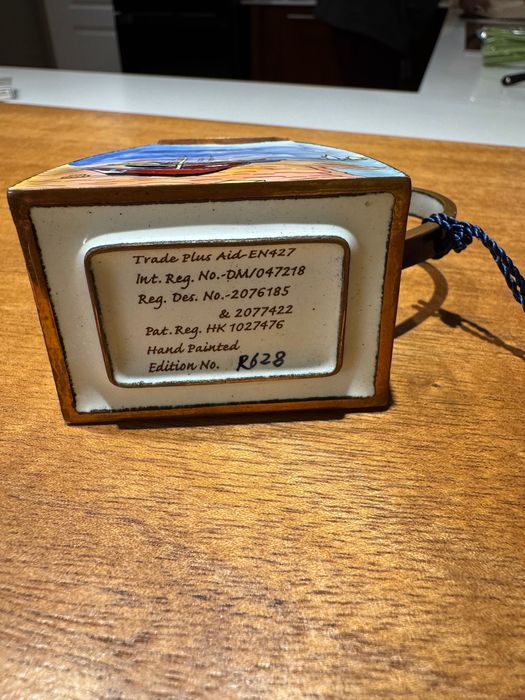 Trade Plus Aid-EN427
Int. Reg. No.-DM/047218
Reg. Des. No.-2076185
& 2077422
Pat. Reg. HK 1027476
Hand Painted
Edition No. R628